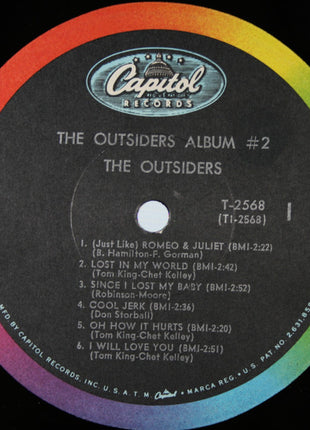 Capitol
RECORDS
THE OUTSIDERS ALBUM #2
THE OUTSIDERS
T-2568
(T1-2568)
1
1. (Just Like) ROMEO & JULIET (BMI-2:22)
(B. Hamilton-F. Gorman)
2. LOST IN MY WORLD (BMI-2:42)
(Tom King-Chet Kelley)
3. SINCE I LOST MY BABY (BMI-2:52)
(Robinson-Moore)
4. COOL JERK (BMI-2:36)
(Don Storball)
5. OH HOW IT HURTS (BMI-2:20)
(Tom King-Chet Kelley)
6. I WILL LOVE YOU (BMI-2:51)
(Tom King-Chet Kelley)
MFD. BY CAPITOL RECORDS, INC. U.S.A. T.M. Capitol MARCA REG. • U.S. PAT. NO. 2,631,859